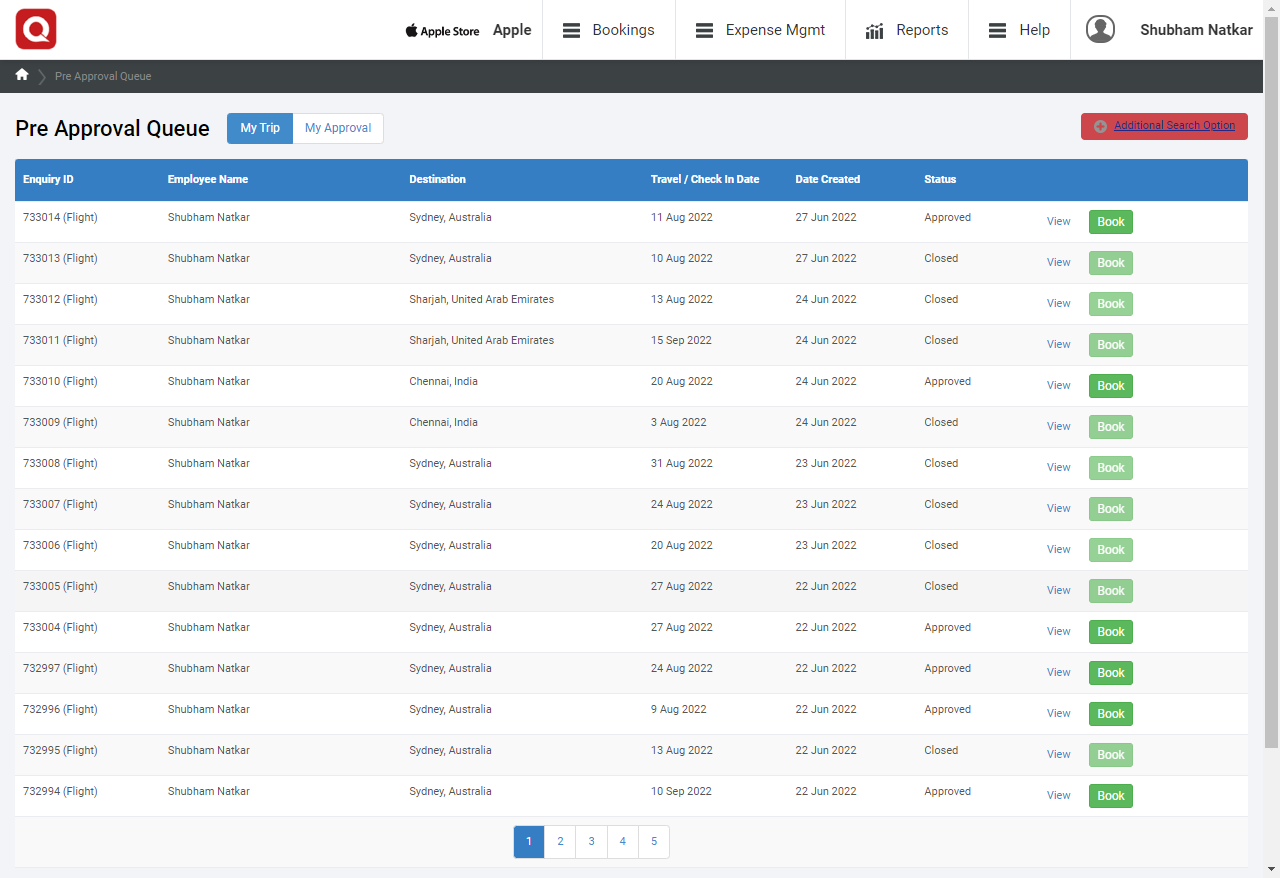 Apple Store Apple Bookings Expense Mgmt Reports Help Shubham Natkar
Pre Approval Queue
Pre Approval Queue My Trip My Approval Additional Search Option
Enquiry ID Employee Name Destination Travel / Check In Date Date Created Status
733014 (Flight) Shubham Natkar Sydney, Australia 11 Aug 2022 27 Jun 2022 Approved View Book
733013 (Flight) Shubham Natkar Sydney, Australia 10 Aug 2022 27 Jun 2022 Closed View Book
733012 (Flight) Shubham Natkar Sharjah, United Arab Emirates 13 Aug 2022 24 Jun 2022 Closed View Book
733011 (Flight) Shubham Natkar Sharjah, United Arab Emirates 15 Sep 2022 24 Jun 2022 Closed View Book
733010 (Flight) Shubham Natkar Chennai, India 20 Aug 2022 24 Jun 2022 Approved View Book
733009 (Flight) Shubham Natkar Chennai, India 3 Aug 2022 24 Jun 2022 Closed View Book
733008 (Flight) Shubham Natkar Sydney, Australia 31 Aug 2022 23 Jun 2022 Closed View Book
733007 (Flight) Shubham Natkar Sydney, Australia 24 Aug 2022 23 Jun 2022 Closed View Book
733006 (Flight) Shubham Natkar Sydney, Australia 20 Aug 2022 23 Jun 2022 Closed View Book
733005 (Flight) Shubham Natkar Sydney, Australia 27 Aug 2022 22 Jun 2022 Closed View Book
733004 (Flight) Shubham Natkar Sydney, Australia 27 Aug 2022 22 Jun 2022 Approved View Book
732997 (Flight) Shubham Natkar Sydney, Australia 24 Aug 2022 22 Jun 2022 Approved View Book
732996 (Flight) Shubham Natkar Sydney, Australia 9 Aug 2022 22 Jun 2022 Approved View Book
732995 (Flight) Shubham Natkar Sydney, Australia 13 Aug 2022 22 Jun 2022 Closed View Book
732994 (Flight) Shubham Natkar Sydney, Australia 10 Sep 2022 22 Jun 2022 Approved View Book
1 2 3 4 5